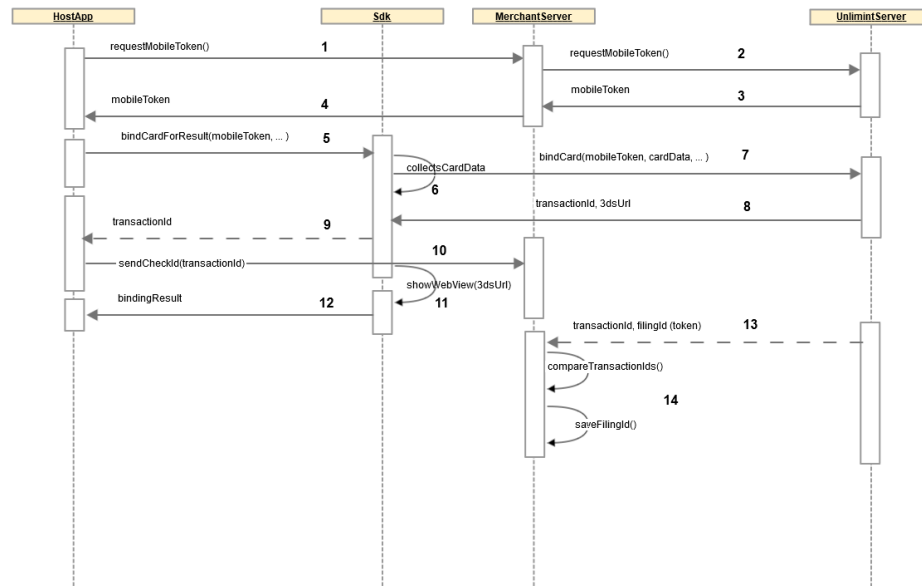 HostApp
Sdk
MerchantServer
UnlimintServer
requestMobileToken()
1
requestMobileToken()
2
mobileToken
3
mobileToken
4
bindCardForResult(mobileToken, ... )
5
collectsCardData
6
bindCard(mobileToken, cardData, ... )
7
transactionId, 3dsUrl
8
transactionId
9
sendCheckId(transactionId)
10
showWebView(3dsUrl)
11
bindingResult
12
transactionId, filingId (token)
13
compareTransactionIds()
14
saveFilingId()